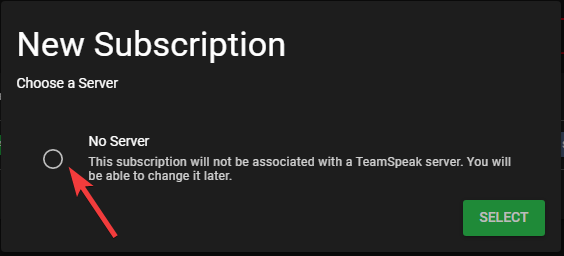 New Subscription
Choose a Server
No Server
This subscription will not be associated with a TeamSpeak server. You will
be able to change it later.
SELECT